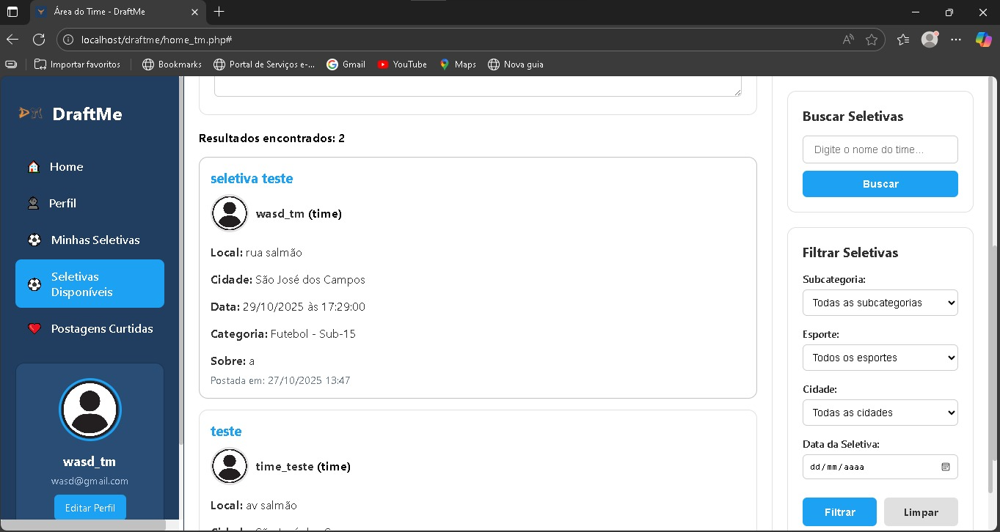 Área do Time - DraftMe
localhost/draftme/home_tm.php#
Importar favoritos
Bookmarks
Portal de Serviços e-...
Gmail
YouTube
Maps
Nova guia
DraftMe
Home
Perfil
Minhas Seletivas
Seletivas
Disponíveis
Postagens Curtidas
wasd_tm
wasd@gmail.com
Editar Perfil
Resultados encontrados: 2
seletiva teste
wasd_tm (time)
Local: rua salmão
Cidade: São José dos Campos
Data: 29/10/2025 às 17:29:00
Categoria: Futebol - Sub-15
Sobre: a
Postada em: 27/10/2025 13:47
teste
time_teste (time)
Local: av salmão
Cidade: São José dos Campos
Buscar Seletivas
Digite o nome do time...
Buscar
Filtrar Seletivas
Subcategoria:
Todas as subcategorias
Esporte:
Todos os esportes
Cidade:
Todas as cidades
Data da Seletiva:
dd/mm/aaaa
Filtrar
Limpar